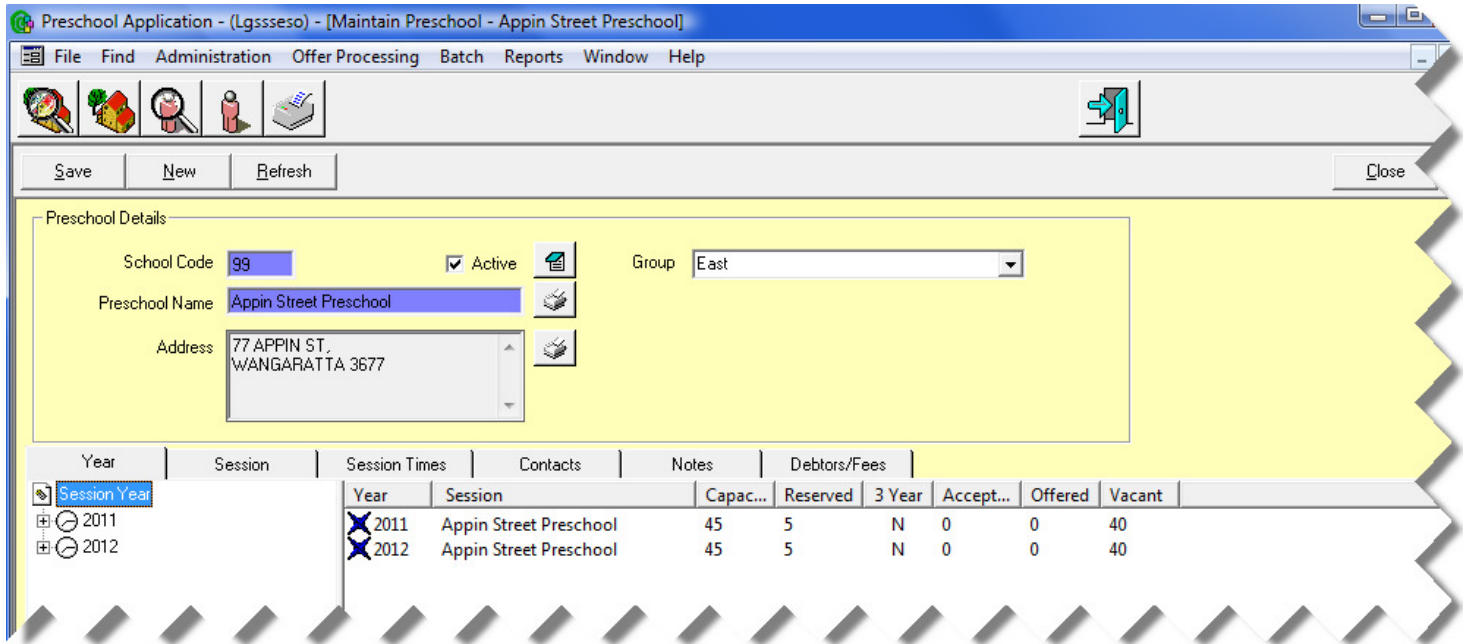 Preschool Application - (Lgssseso) - [Maintain Preschool - Appin Street Preschool]
File Find Administration Offer Processing Batch Reports Window Help
Save New Refresh Close
Preschool Details
School Code 99 Active Group East
Preschool Name Appin Street Preschool
Address 77 APPIN ST,
WANGARATTA 3677
Year Session Session Times Contacts Notes Debtors/Fees
Session Year Year Session Capac... Reserved 3 Year Accept... Offered Vacant
2011 2011 Appin Street Preschool 45 5 N 0 0 40
2012 2012 Appin Street Preschool 45 5 N 0 0 40